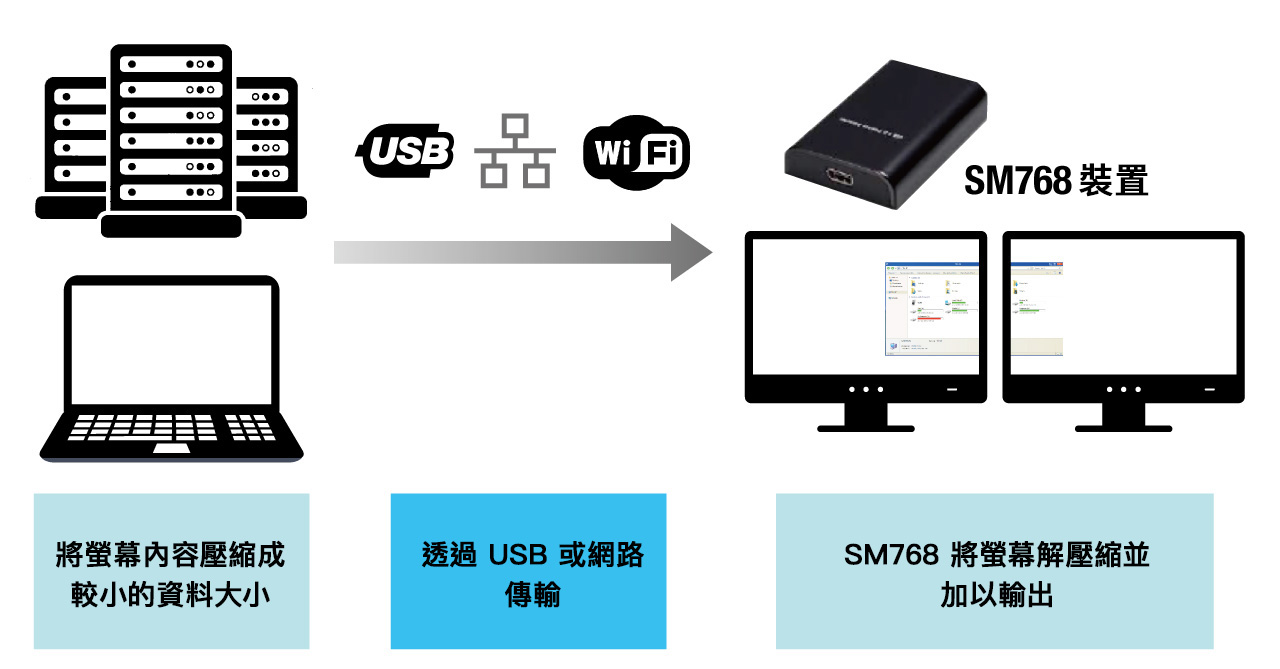 USB
Wi Fi
SM768 裝置
將螢幕內容壓縮成
較小的資料大小
透過 USB 或網路
傳輸
SM768 將螢幕解壓縮並
加以輸出